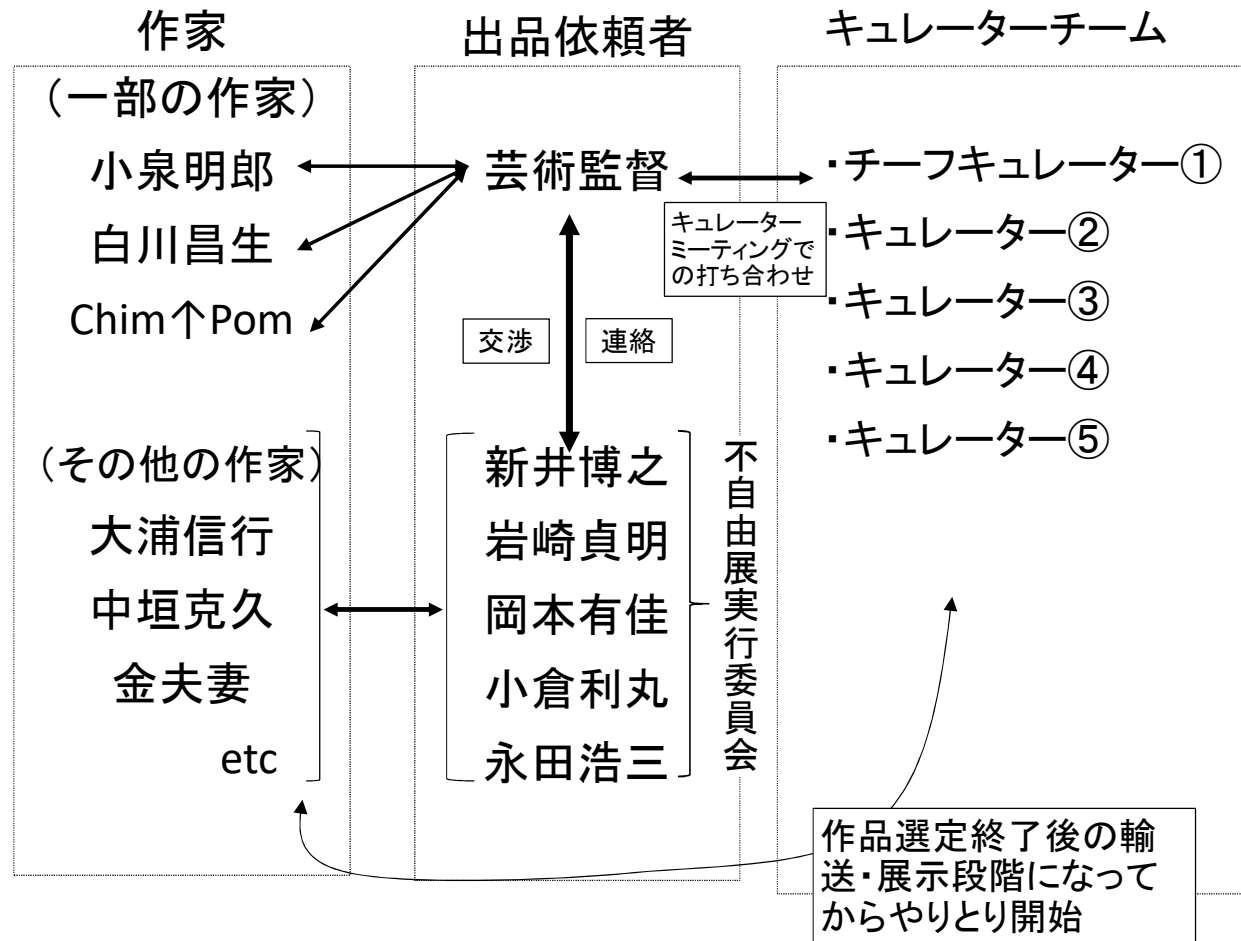 作家
(一部の作家)
小泉明郎
白川昌生
Chim↑Pom
(その他の作家)
大浦信行
中垣克久
金夫妻
etc
出品依頼者
芸術監督
交渉
連絡
新井博之
岩崎貞明
岡本有佳
小倉利丸
永田浩三
不自由展実行委員会
キュレーターチーム
・チーフキュレーター①
キュレーター
ミーティングで
の打ち合わせ
・キュレーター②
・キュレーター③
・キュレーター④
・キュレーター⑤
作品選定終了後の輸
送・展示段階になって
からやりとり開始